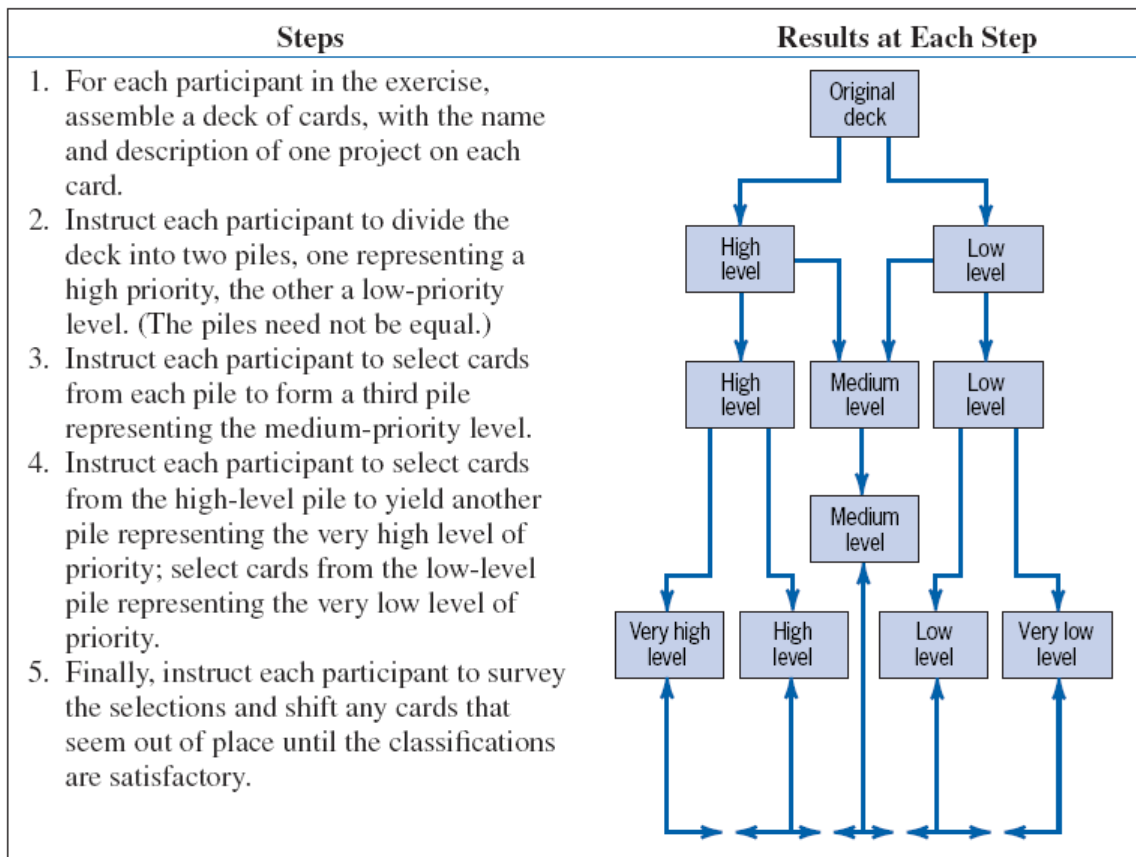 Steps
Results at Each Step
1. For each participant in the exercise,
assemble a deck of cards, with the name
and description of one project on each
card.
2. Instruct each participant to divide the
deck into two piles, one representing a
high priority, the other a low-priority
level. (The piles need not be equal.)
3. Instruct each participant to select cards
from each pile to form a third pile
representing the medium-priority level.
4. Instruct each participant to select cards
from the high-level pile to yield another
pile representing the very high level of
priority; select cards from the low-level
pile representing the very low level of
priority.
5. Finally, instruct each participant to survey
the selections and shift any cards that
seem out of place until the classifications
are satisfactory.
Original
deck
High
level
Low
level
High
level
Medium
level
Low
level
Medium
level
Very high
level
High
level
Low
level
Very low
level